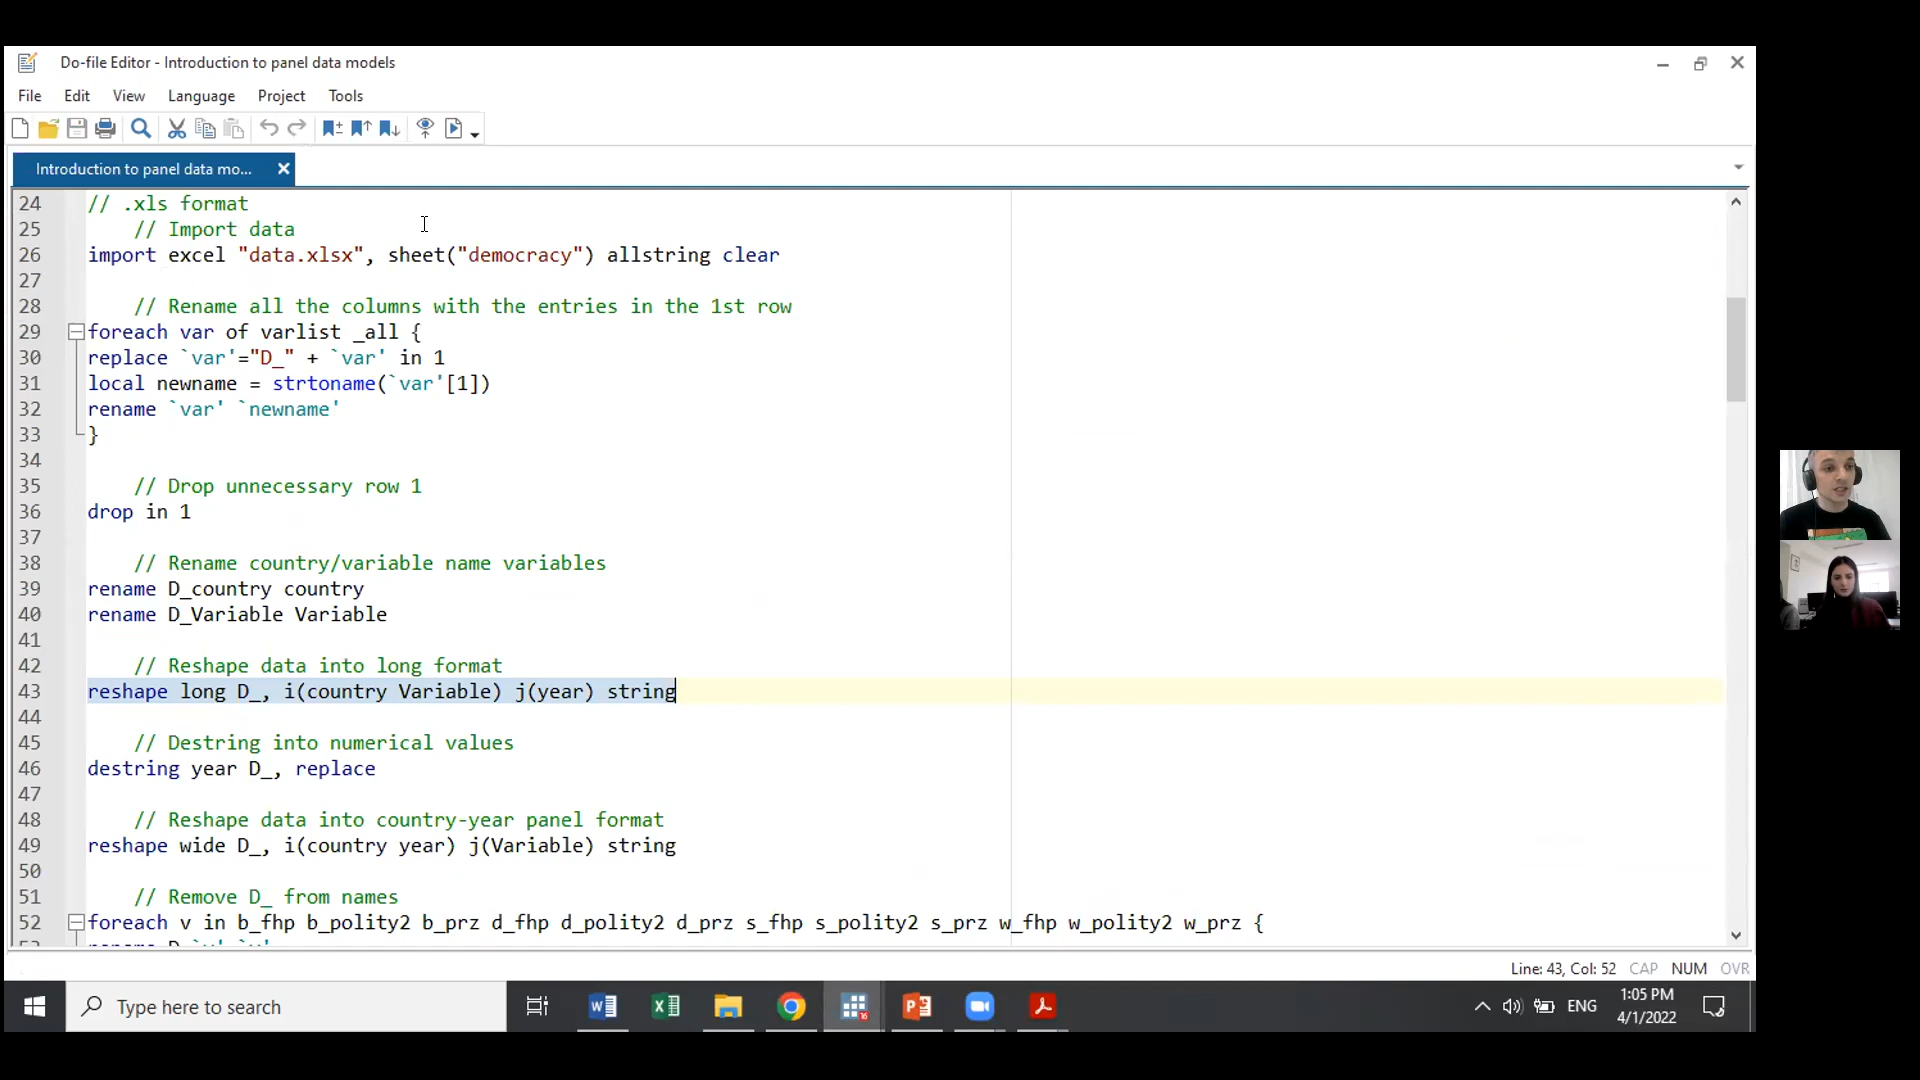 Do-file Editor - Introduction to panel data models
File Edit View Language Project Tools
Introduction to panel data mo...
24 // .xls format
25 // Import data
26 import excel "data.xlsx", sheet("democracy") allstring clear
27
28 // Rename all the columns with the entries in the 1st row
29 foreach var of varlist _all {
30 replace `var'="D_" + `var' in 1
31 local newname = strtoname(`var'[1])
32 rename `var' `newname'
33 }
34
35 // Drop unnecessary row 1
36 drop in 1
37
38 // Rename country/variable name variables
39 rename D_country country
40 rename D_Variable Variable
41
42 // Reshape data into long format
43 reshape long D_, i(country Variable) j(year) string
44
45 // Destring into numerical values
46 destring year D_, replace
47
48 // Reshape data into country-year panel format
49 reshape wide D_, i(country year) j(Variable) string
50
51 // Remove D_ from names
52 foreach v in b_fhp b_polity2 b_prz d_fhp d_polity2 d_prz s_fhp s_polity2 s_prz w_fhp w_polity2 w_prz {
Line: 43, Col: 52 CAP NUM OVR
Type here to search
ENG
1:05 PM
4/1/2022